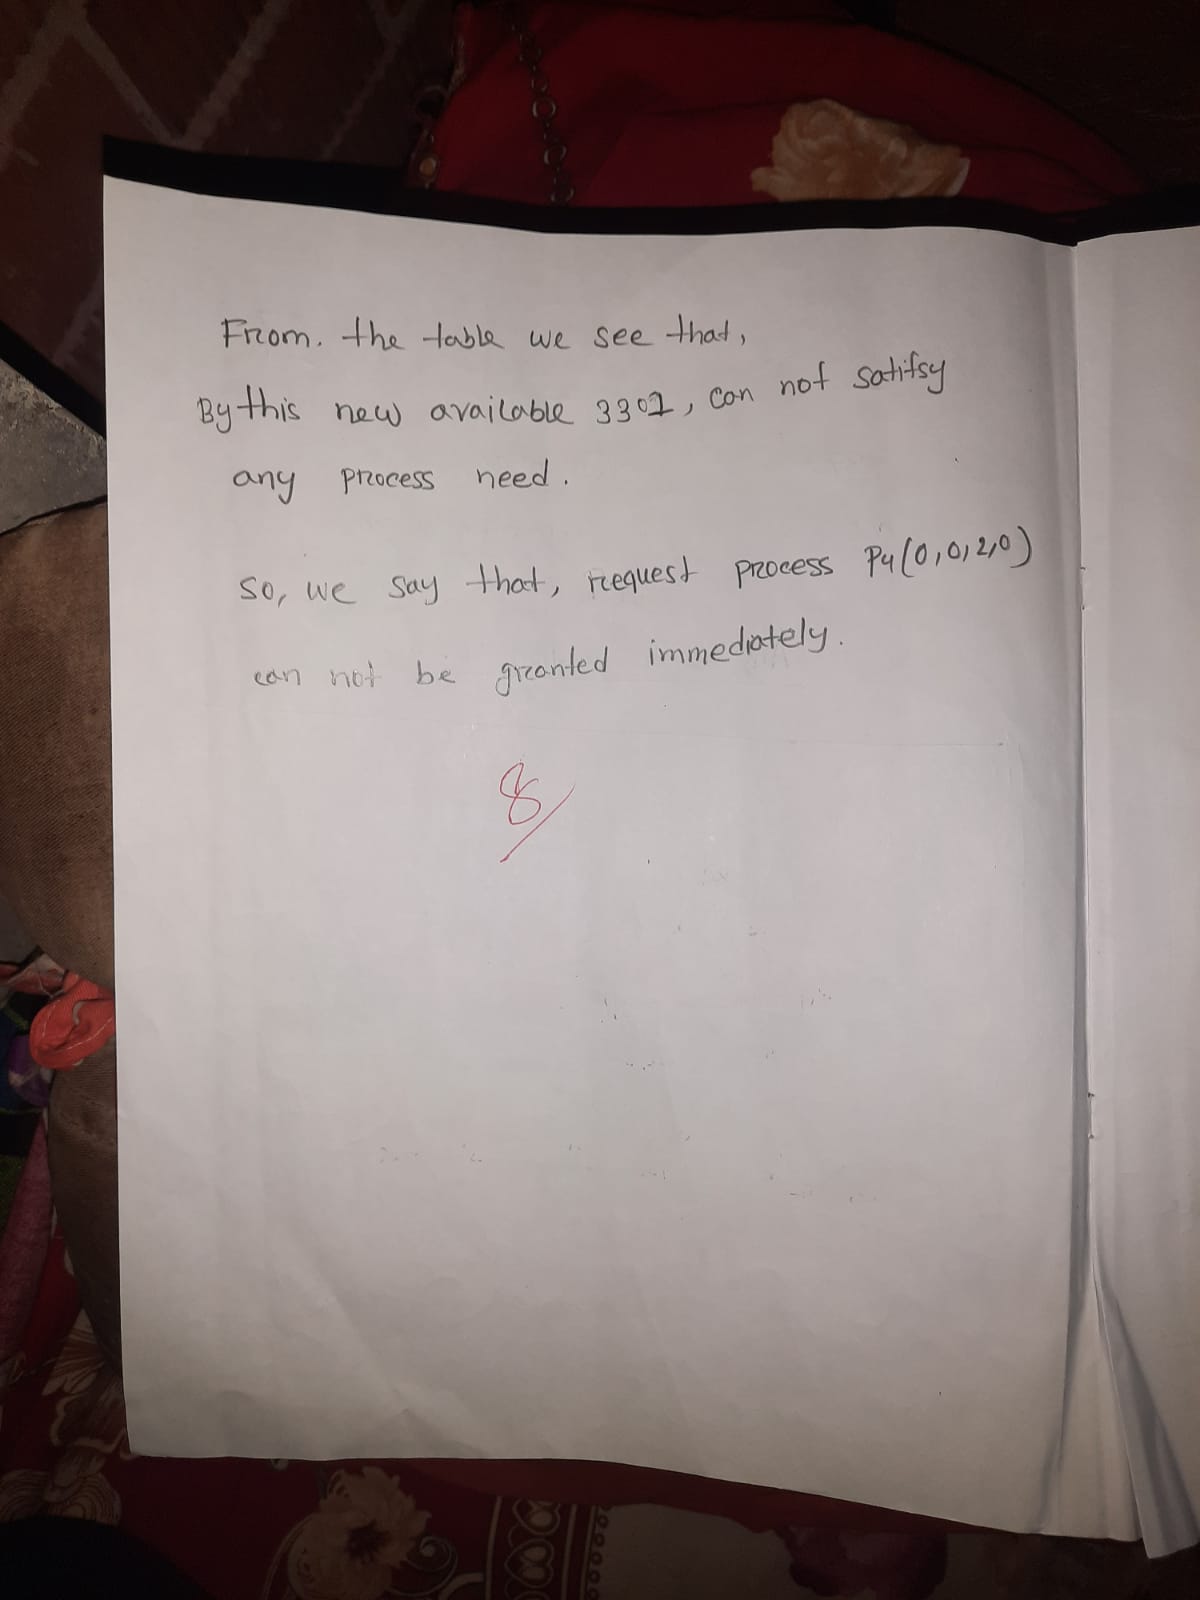 From. the table we see that,
By this new available 3301, can not satifsy
any process need.
so, we say that, request process P4(0,0,2,0)
can not be granted immediately.
8/